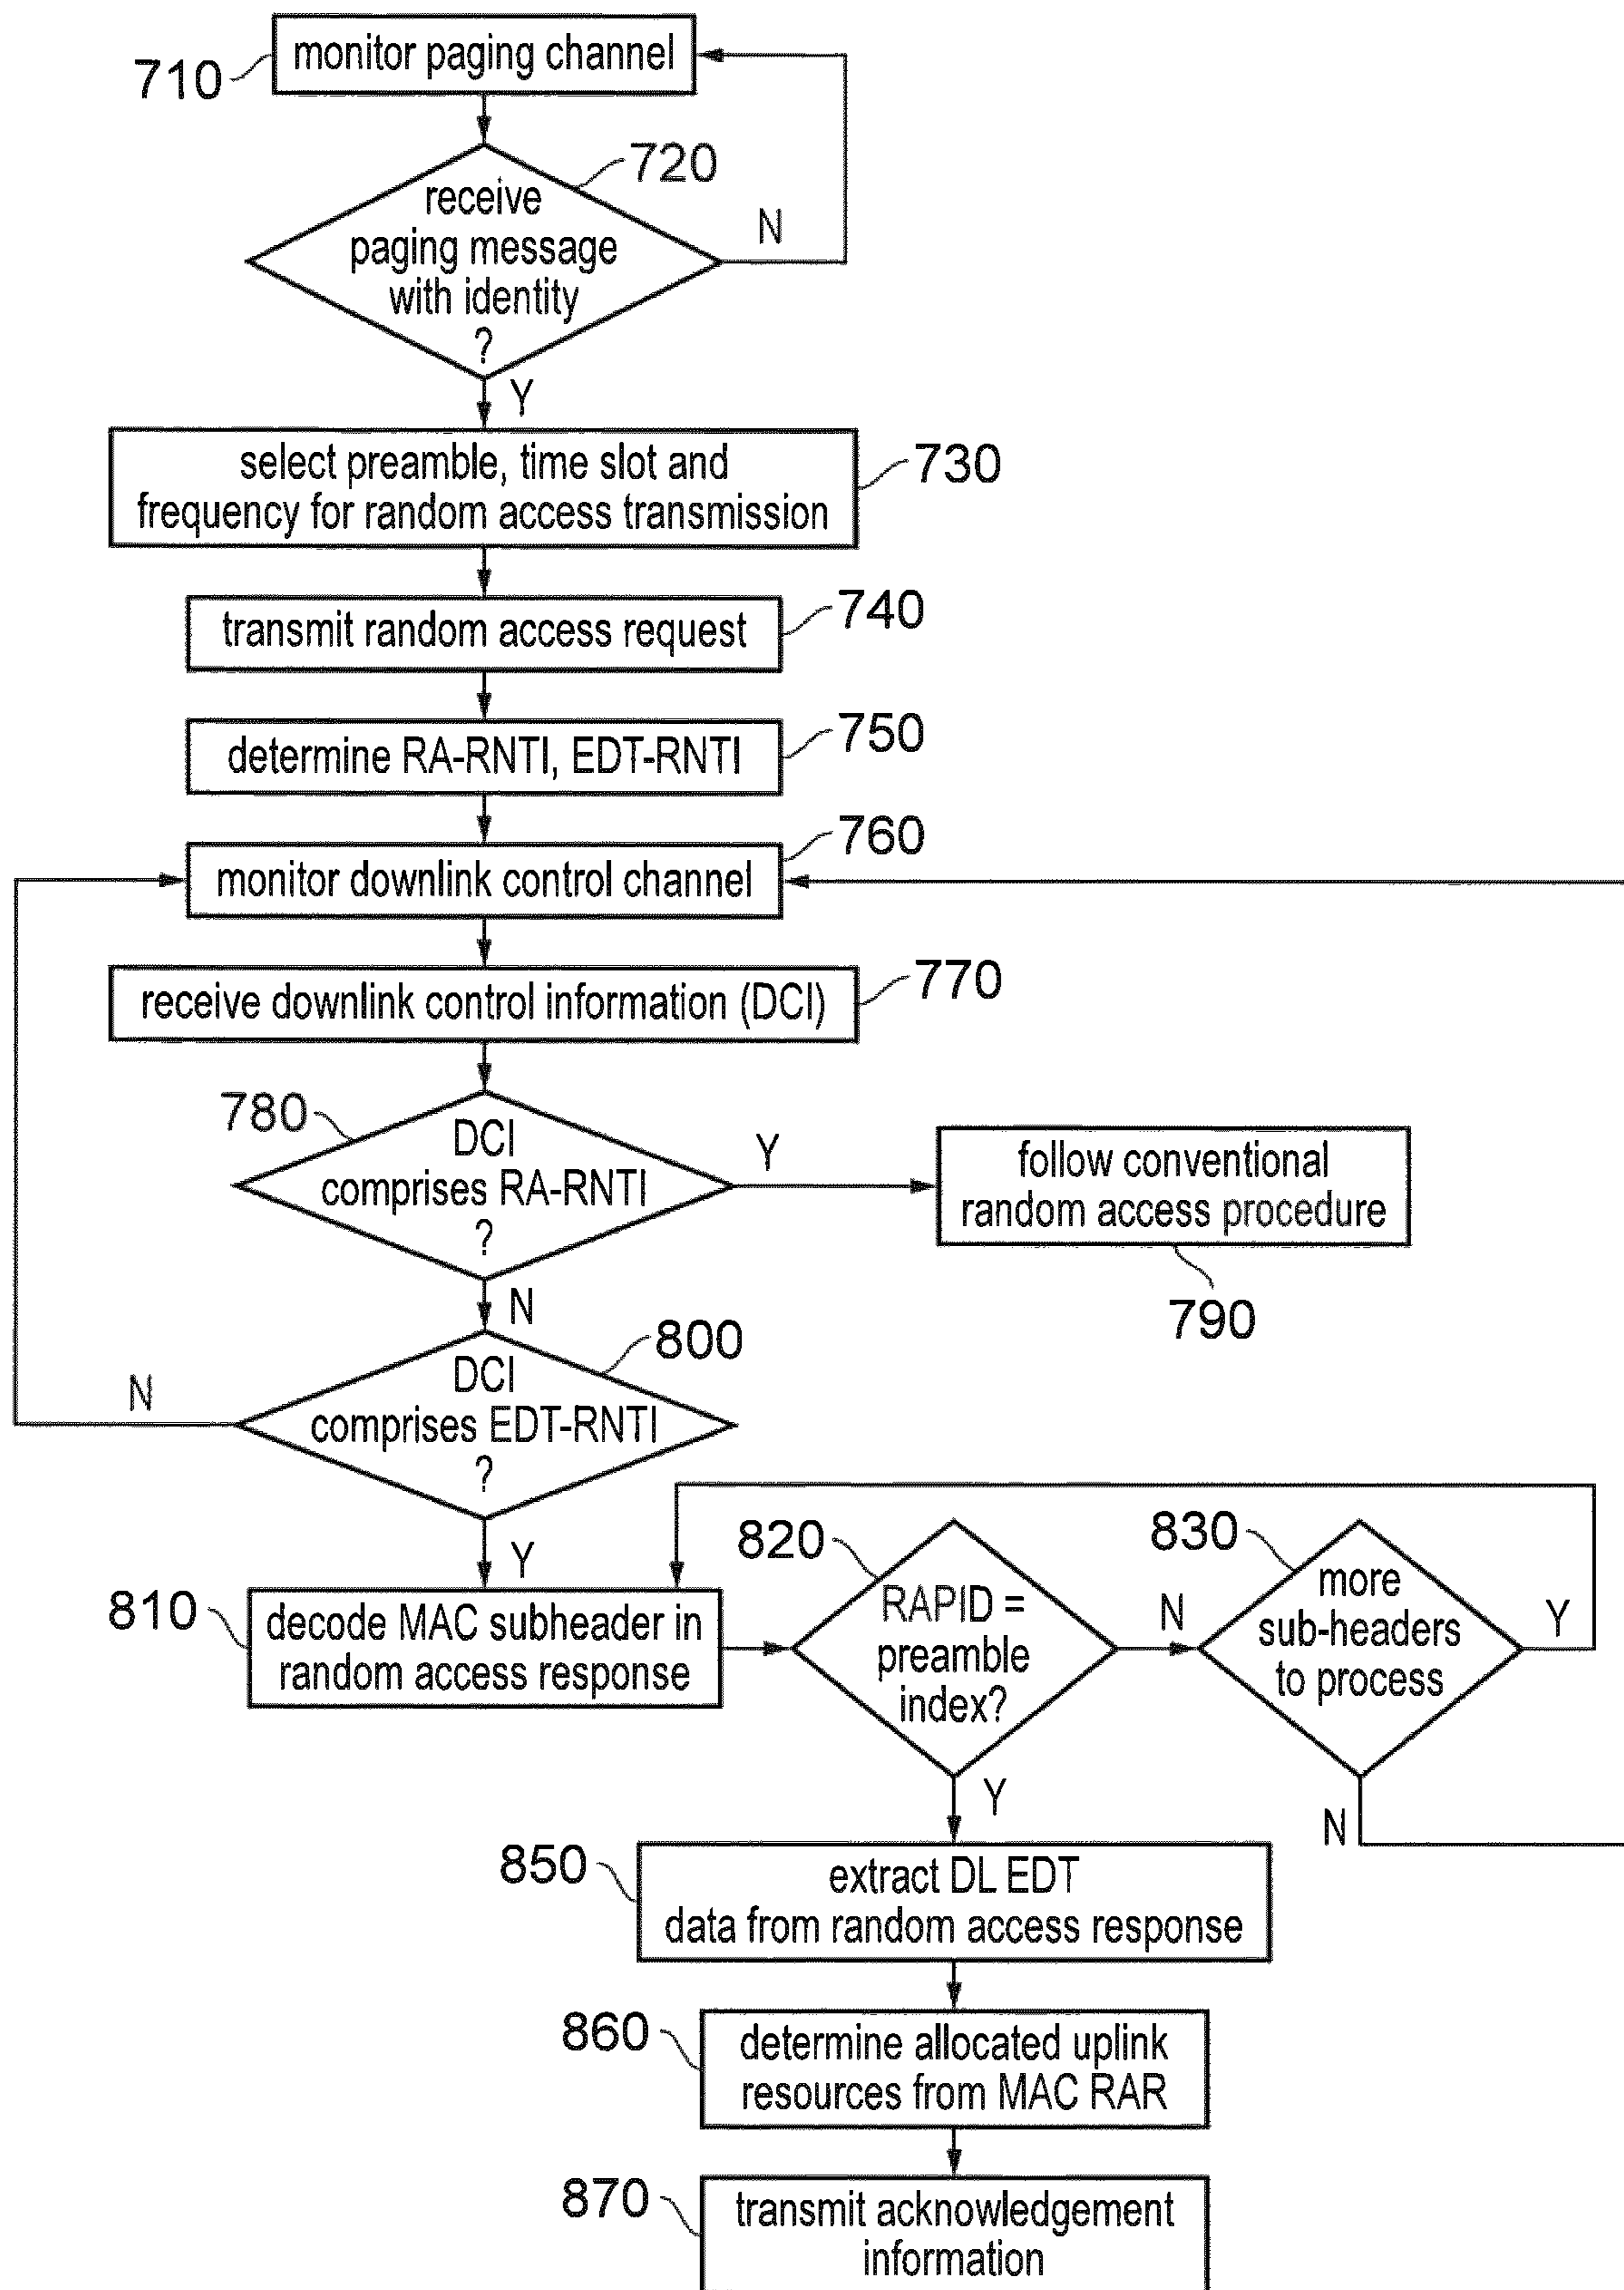 monitor paging channel
710
720
receive
paging message
with identity
?
N
Y
select preamble, time slot and
frequency for random access transmission
730
transmit random access request
740
determine RA-RNTI, EDT-RNTI
750
monitor downlink control channel
760
receive downlink control information (DCI)
770
780
DCI
comprises RA-RNTI
?
Y
N
follow conventional
random access procedure
790
800
DCI
comprises EDT-RNTI
?
N
Y
810
decode MAC subheader in
random access response
820
RAPID =
preamble
index?
N
Y
830
more
sub-headers
to process
Y
N
850
extract DL EDT
data from random access response
860
determine allocated uplink
resources from MAC RAR
870
transmit acknowledgement
information